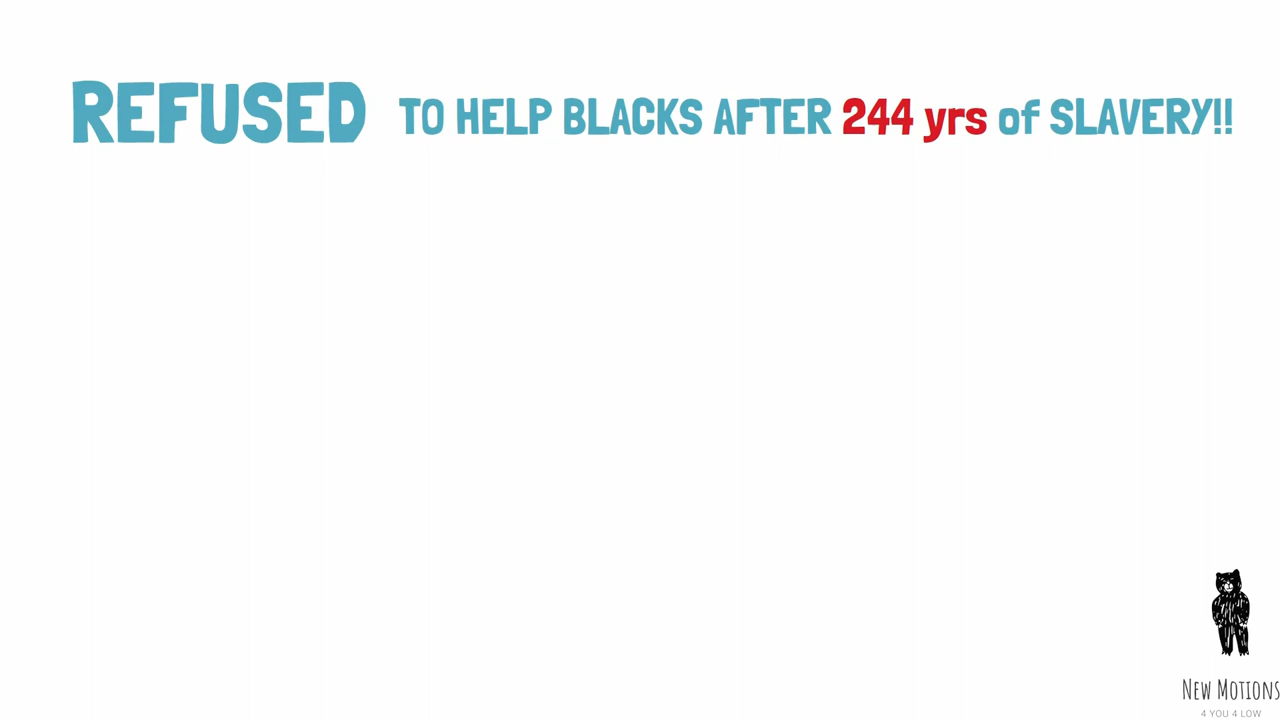 REFUSED TO HELP BLACKS AFTER 244 yrs of SLAVERY!!
New Motions
4 YOU 4 LOW